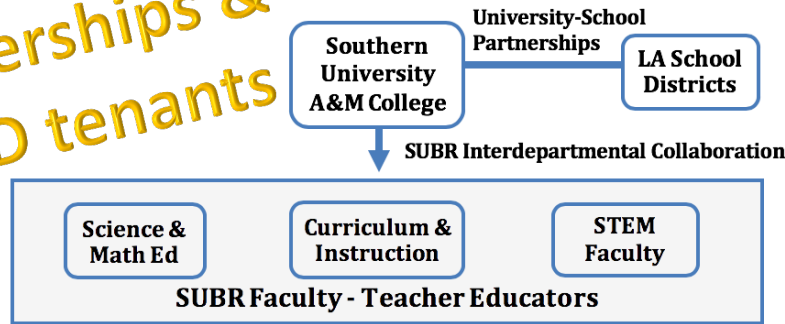 &
tenants
University-School
Partnerships
Southern
University
A&M College
LA School
Districts
SUBR Interdepartmental Collaboration
Science &
Math Ed
Curriculum &
Instruction
STEM
Faculty
SUBR Faculty - Teacher Educators